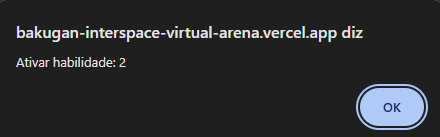 bakugan-interspace-virtual-arena.vercel.app diz
Ativar habilidade: 2
OK